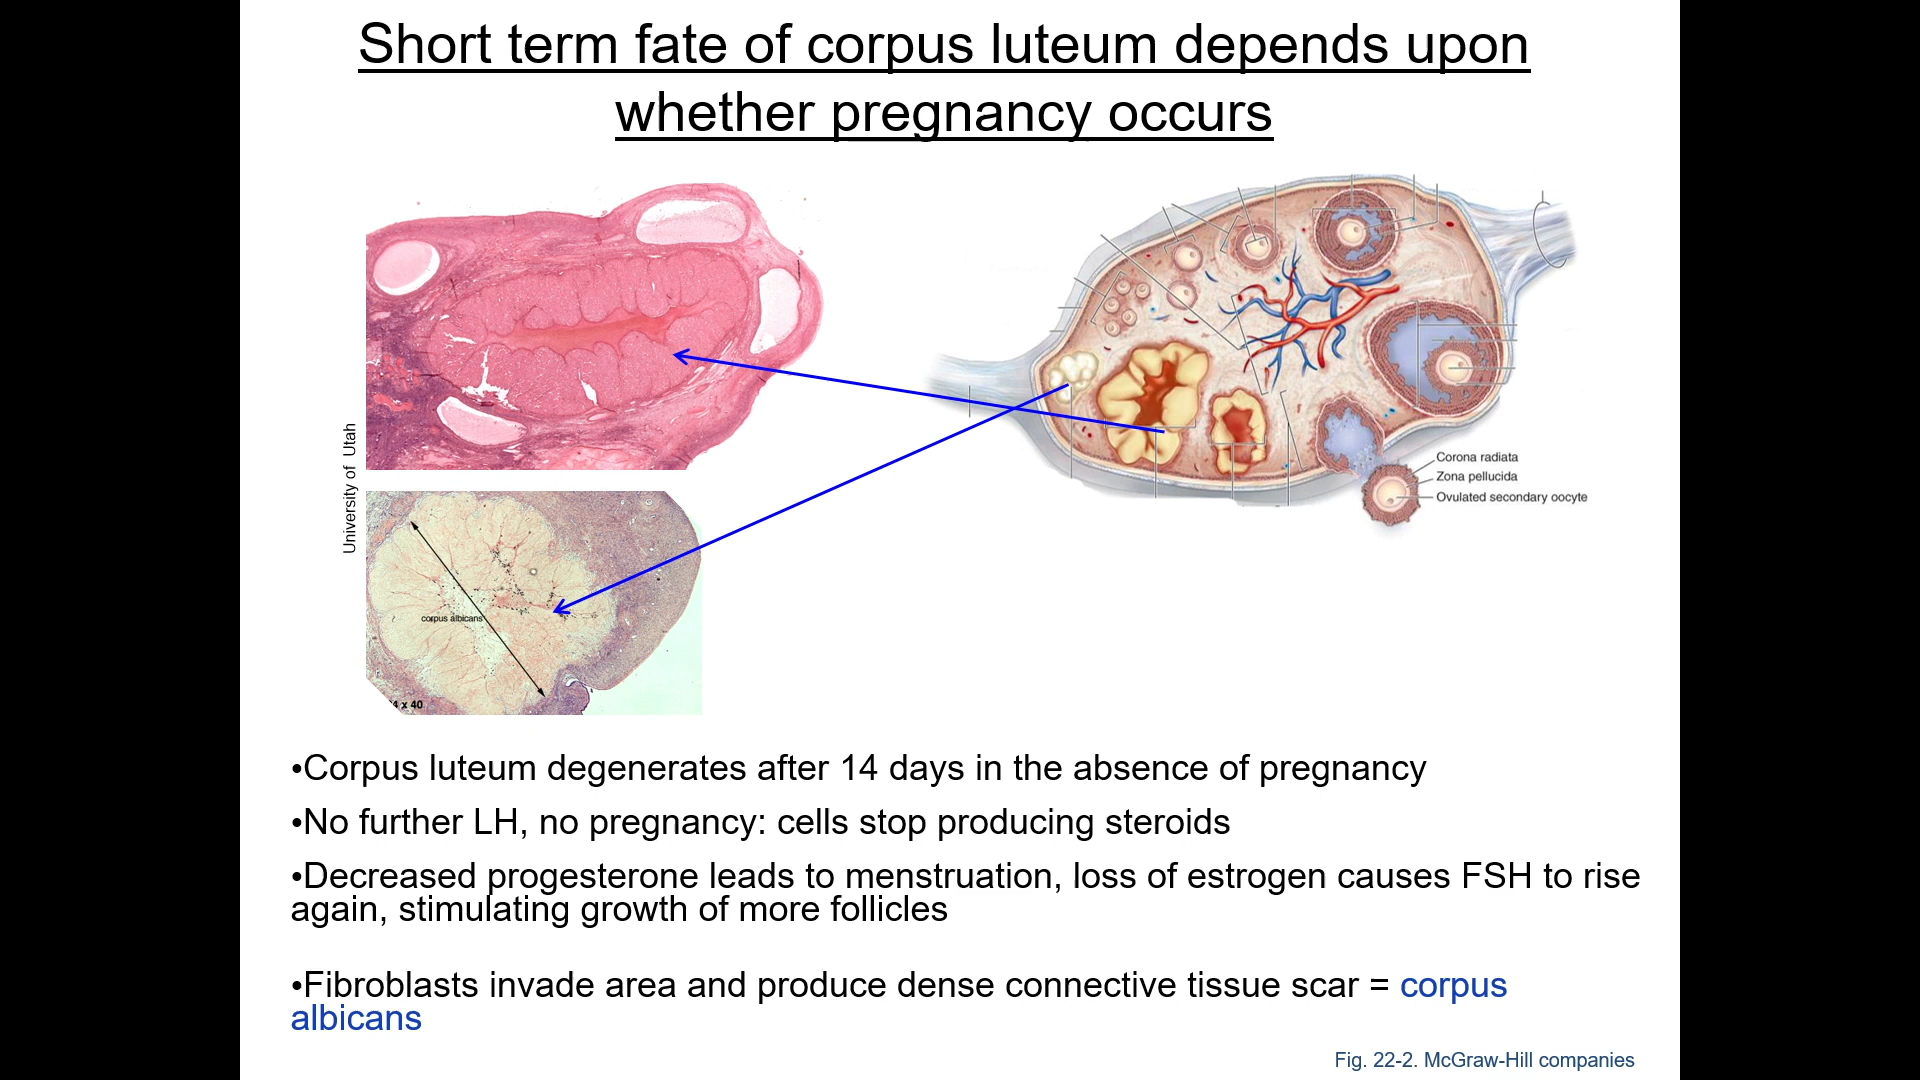 Short term fate of corpus luteum depends upon
whether pregnancy occurs
University of Utah
Corona radiata
Zona pellucida
Ovulated secondary oocyte
corpus albicans
4 x 40
•Corpus luteum degenerates after 14 days in the absence of pregnancy
•No further LH, no pregnancy: cells stop producing steroids
•Decreased progesterone leads to menstruation, loss of estrogen causes FSH to rise
again, stimulating growth of more follicles
•Fibroblasts invade area and produce dense connective tissue scar = corpus
albicans
Fig. 22-2. McGraw-Hill companies